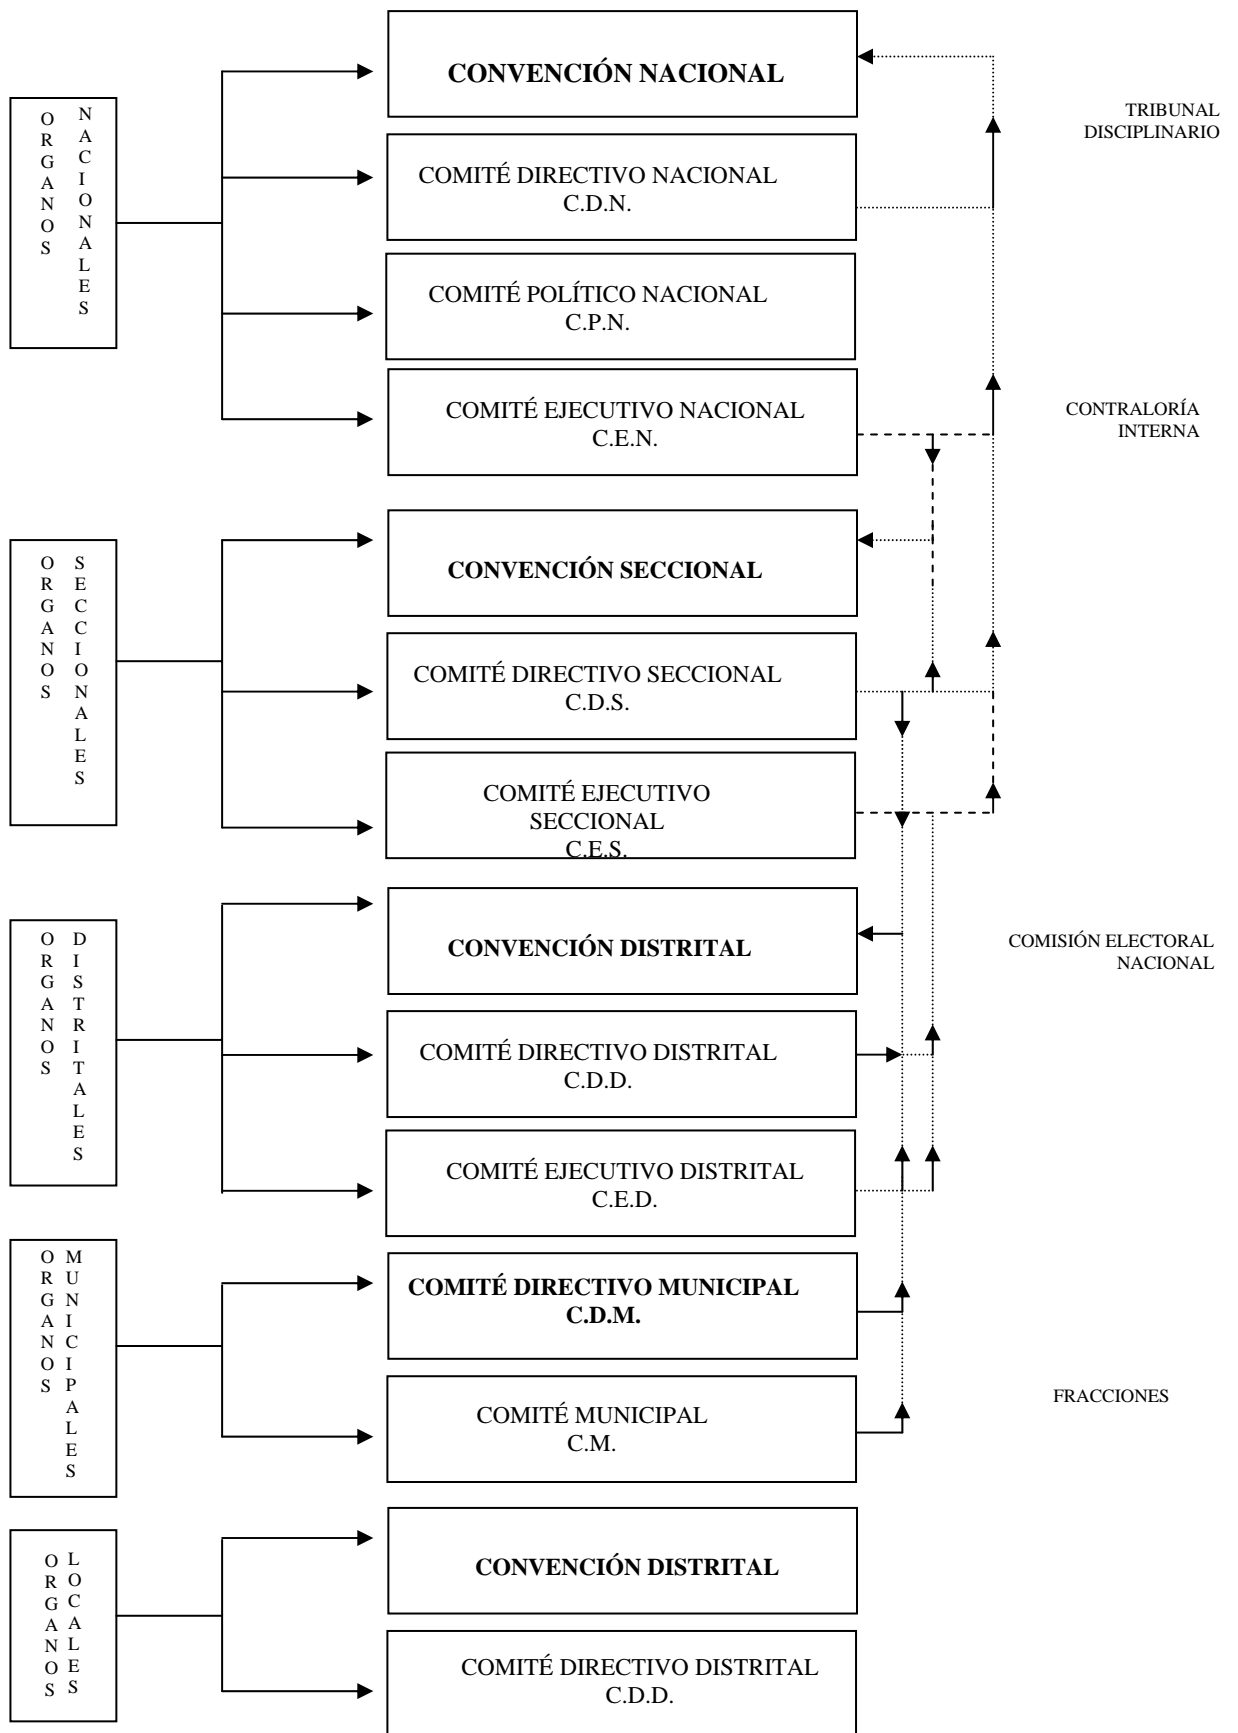 ORGANOS NACIONALES
CONVENCIÓN NACIONAL
COMITÉ DIRECTIVO NACIONAL
C.D.N.
COMITÉ POLÍTICO NACIONAL
C.P.N.
COMITÉ EJECUTIVO NACIONAL
C.E.N.
TRIBUNAL
DISCIPLINARIO
CONTRALORÍA
INTERNA
ORGANOS SECCIONALES
CONVENCIÓN SECCIONAL
COMITÉ DIRECTIVO SECCIONAL
C.D.S.
COMITÉ EJECUTIVO
SECCIONAL
C.E.S.
ORGANOS DISTRITALES
CONVENCIÓN DISTRITAL
COMITÉ DIRECTIVO DISTRITAL
C.D.D.
COMITÉ EJECUTIVO DISTRITAL
C.E.D.
COMISIÓN ELECTORAL
NACIONAL
ORGANOS MUNICIPALES
COMITÉ DIRECTIVO MUNICIPAL
C.D.M.
COMITÉ MUNICIPAL
C.M.
FRACCIONES
ORGANOS LOCALES
CONVENCIÓN DISTRITAL
COMITÉ DIRECTIVO DISTRITAL
C.D.D.